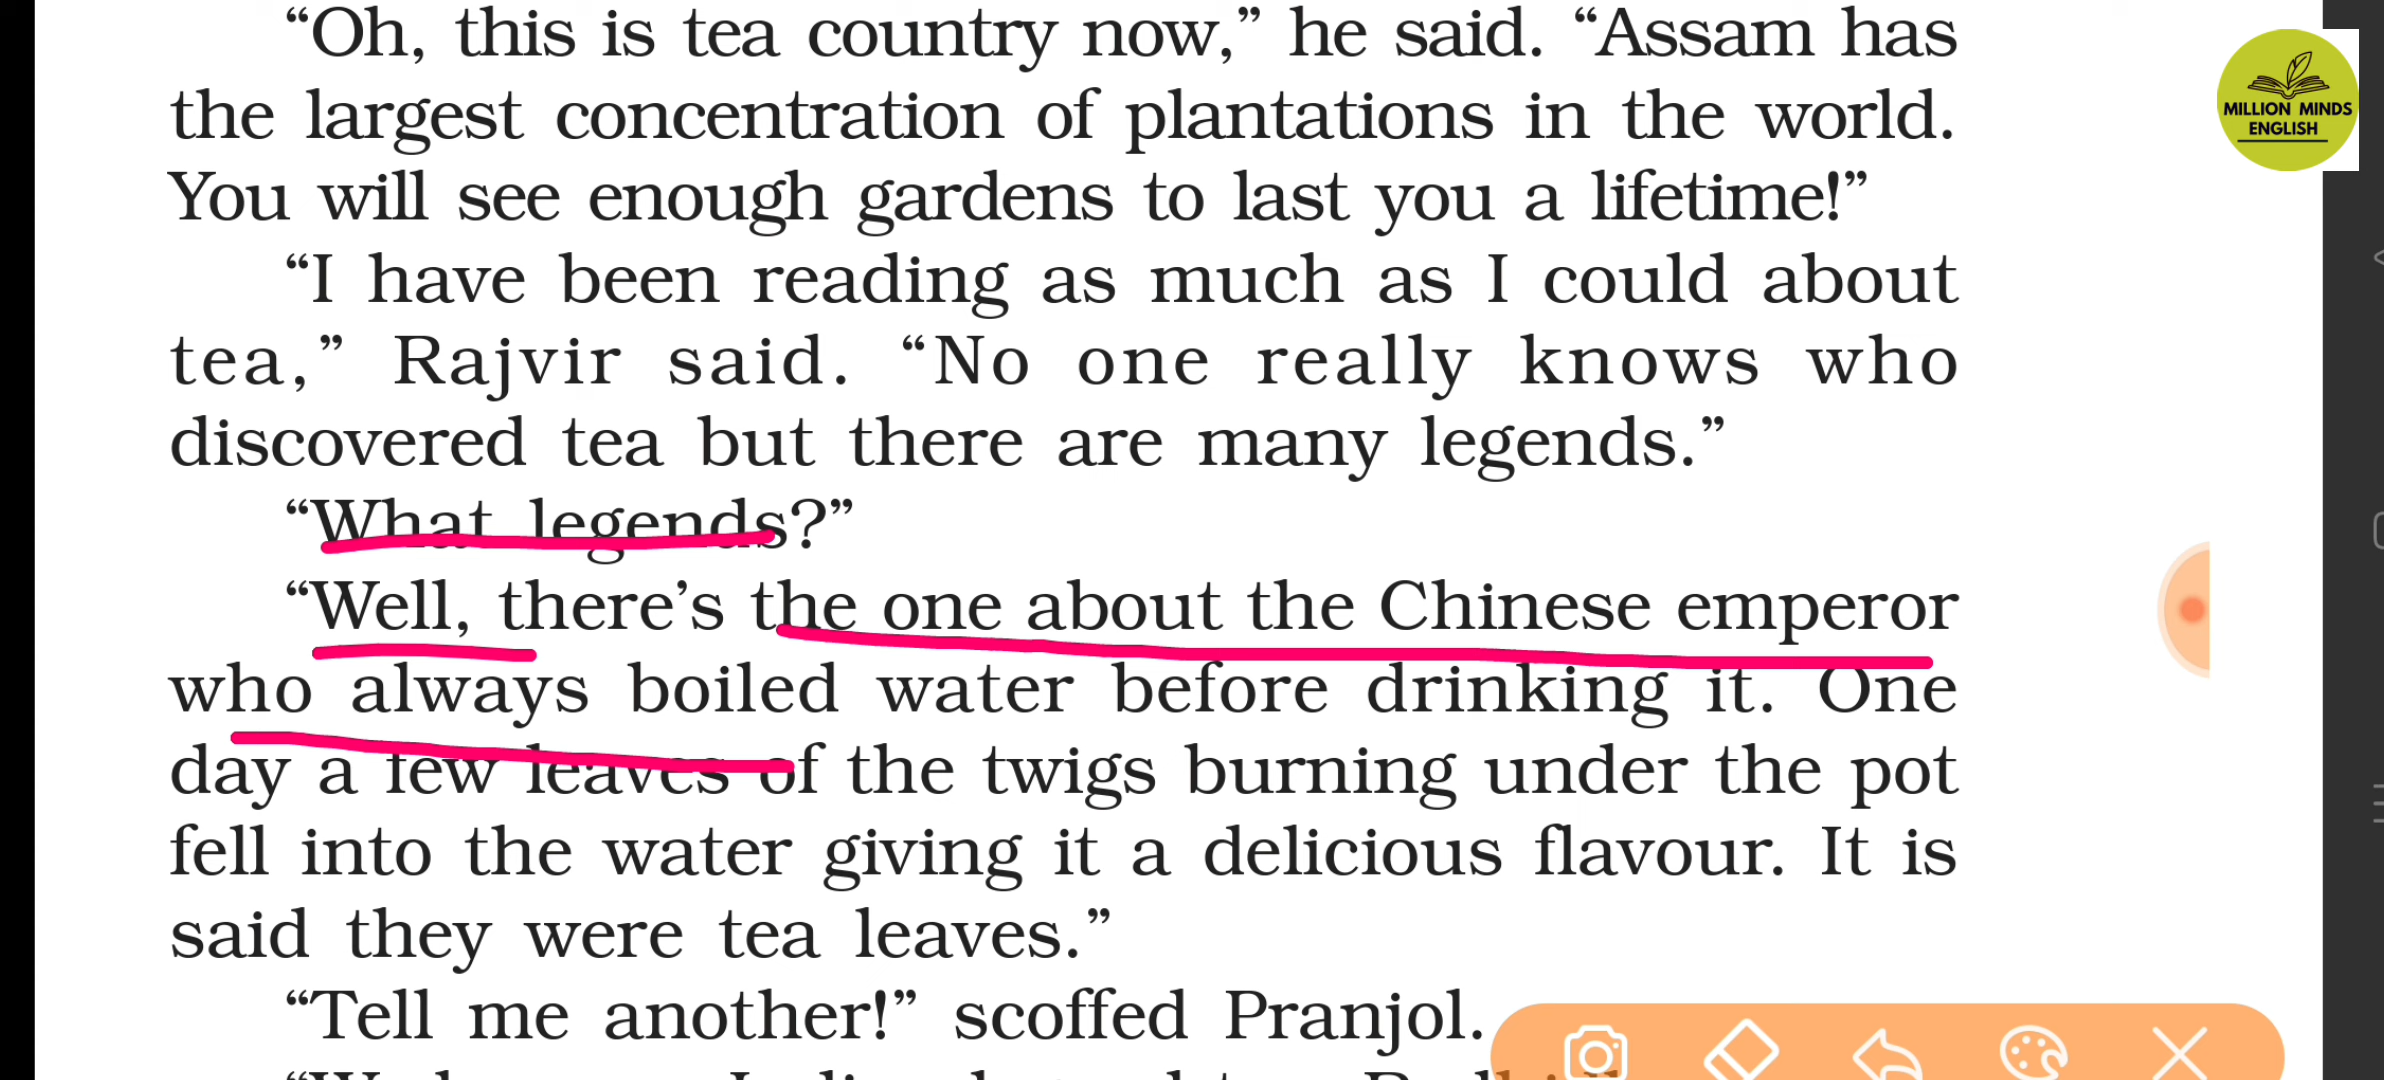 “Oh, this is tea country now,” he said. “Assam has
the largest concentration of plantations in the world.
You will see enough gardens to last you a lifetime!”
“I have been reading as much as I could about
tea,” Rajvir said. “No one really knows who
discovered tea but there are many legends.”
“What legends?”
“Well, there’s the one about the Chinese emperor
who always boiled water before drinking it. One
day a few leaves of the twigs burning under the pot
fell into the water giving it a delicious flavour. It is
said they were tea leaves.”
“Tell me another!” scoffed Pranjol.
MILLION MINDS
ENGLISH